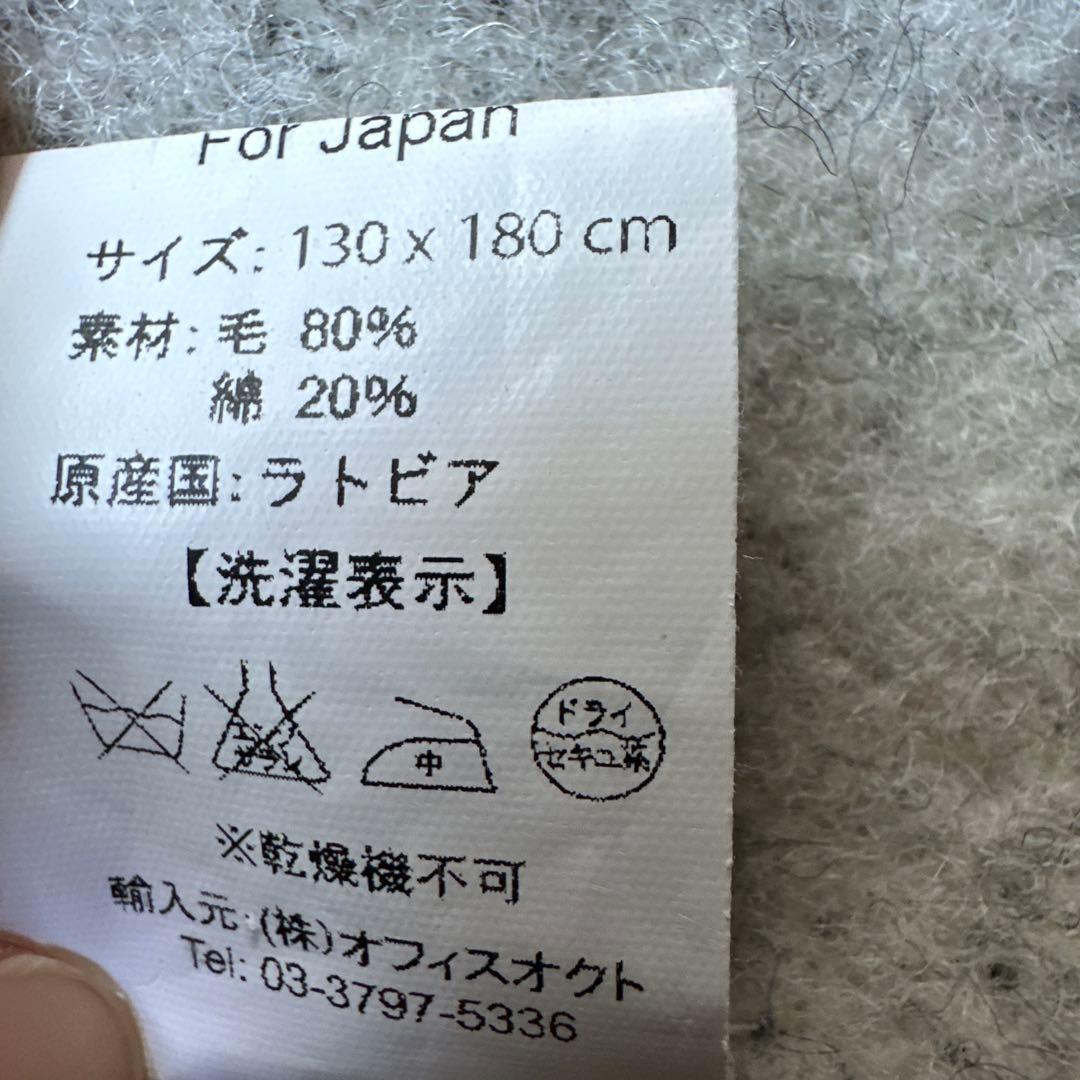 For Japan
サイズ: 130 x 180 cm
素材: 毛 80%
綿 20%
原産国: ラトビア
【洗濯表示】
中
ドライ
セキユ系
※乾燥機不可
輸入元:(株)オフィスオクト
Tel: 03-3797-5336